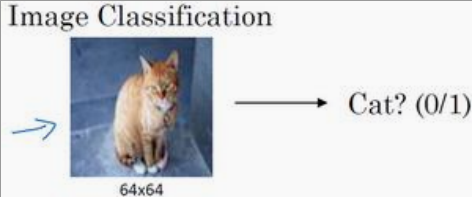 Image Classification
Cat? (0/1)
64x64